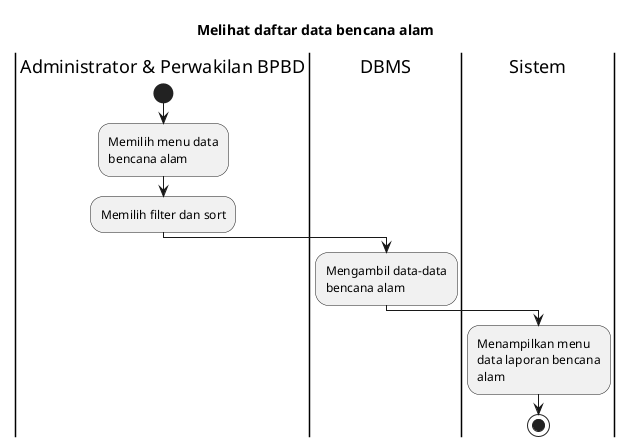 Melihat daftar data bencana alam
Administrator & Perwakilan BPBD
DBMS
Sistem
Memilih menu data
bencana alam
Memilih filter dan sort
Mengambil data-data
bencana alam
Menampilkan menu
data laporan bencana
alam